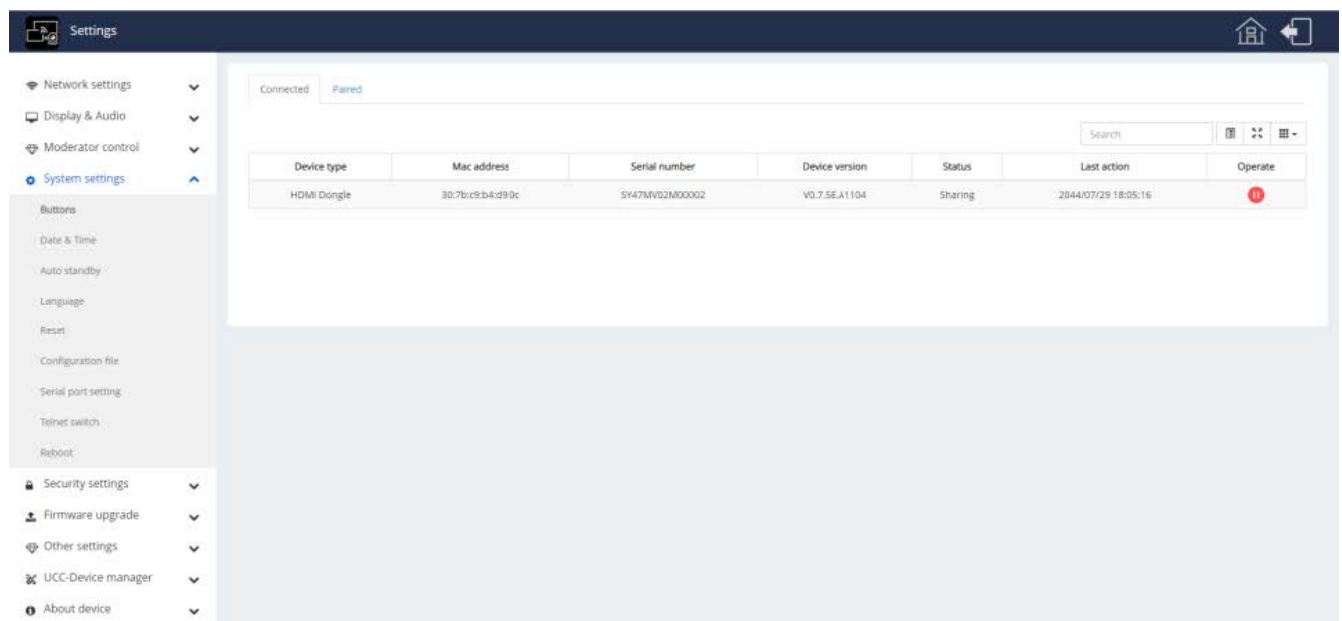 Settings
Network settings
Display & Audio
Moderator control
System settings
Buttons
Date & Time
Auto standby
Language
Reset
Configuration file
Serial port setting
Telnet switch
Reboot
Security settings
Firmware upgrade
Other settings
UCC-Device manager
About device
Connected Paired
Search
Device type Mac address Serial number Device version Status Last action Operate
HDMI Dongle 30:7b:c9:b4:d9:0c SY47MV02M00002 V0.7.SE.A1104 Sharing 2044/07/29 18:05:16